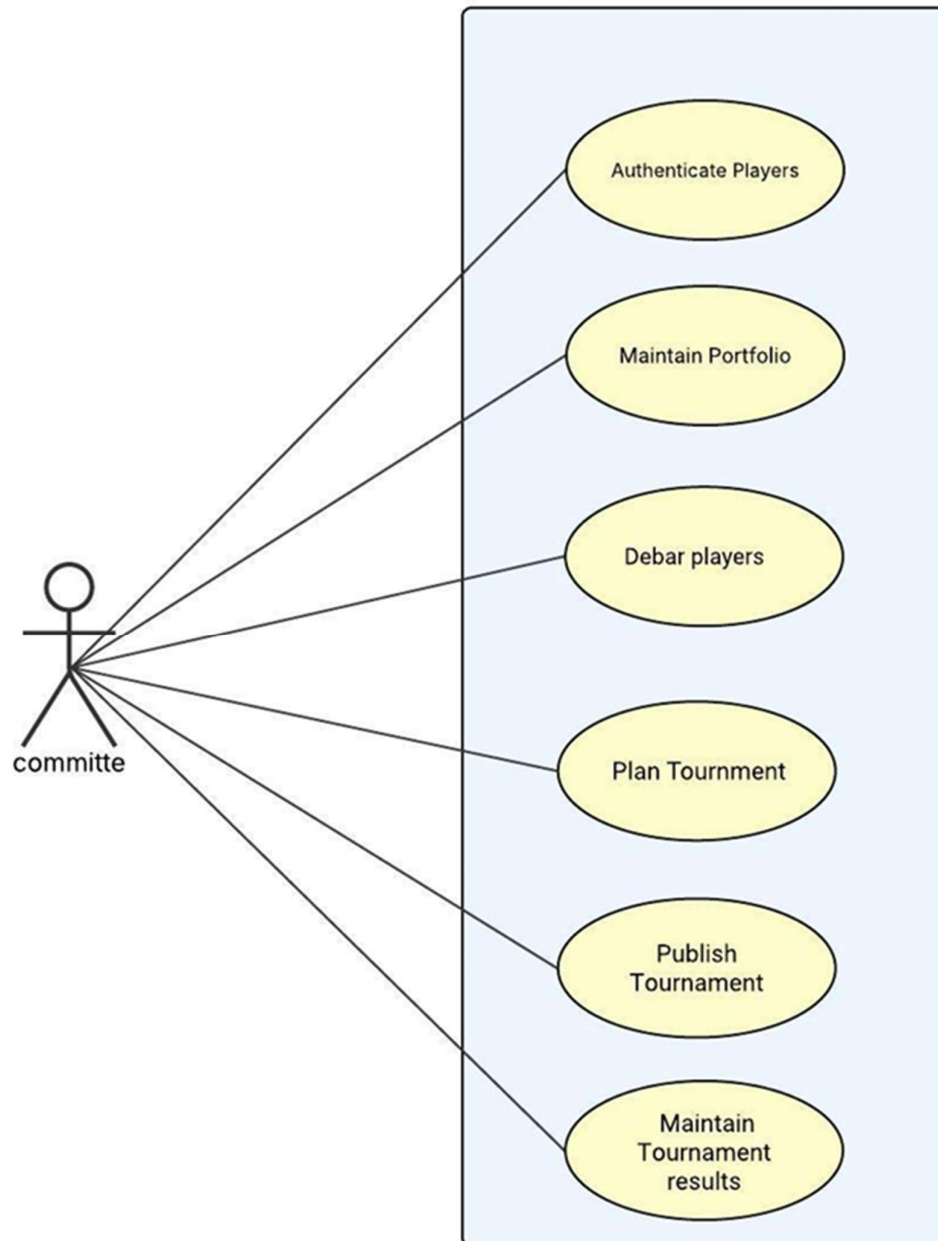 Authenticate Players
Maintain Portfolio
Debar players
committe
Plan Tournment
Publish
Tournament
Maintain
Tournament
results